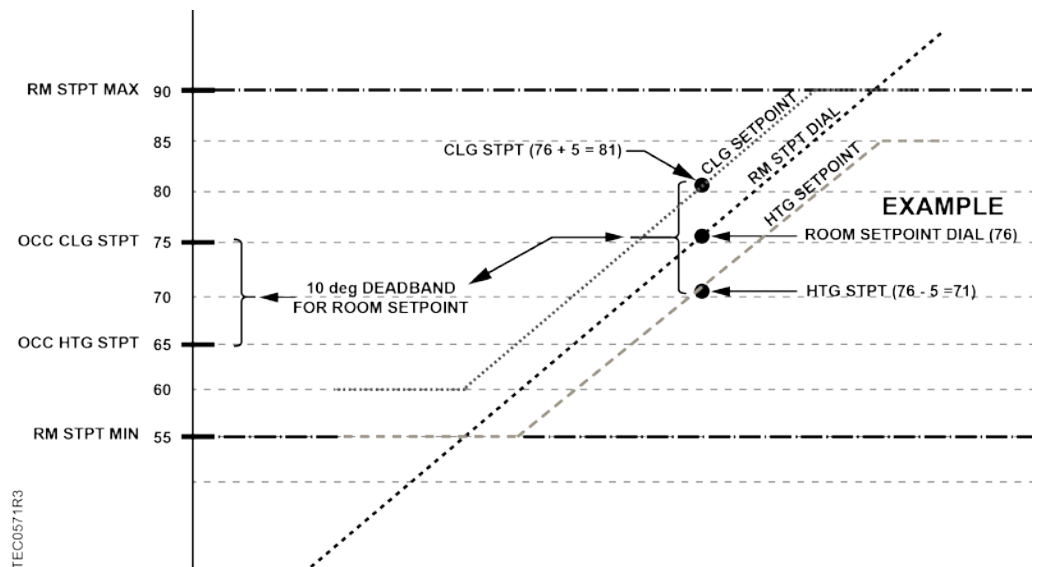 RM STPT MAX 90
85
CLG STPT (76 + 5 = 81)
CLG SETPOINT
RM STPT DIAL
HTG SETPOINT
80
EXAMPLE
OCC CLG STPT 75
ROOM SETPOINT DIAL (76)
10 deg DEADBAND
FOR ROOM SETPOINT
70
HTG STPT (76 - 5 =71)
OCC HTG STPT 65
60
RM STPT MIN 55
TEC0571R3